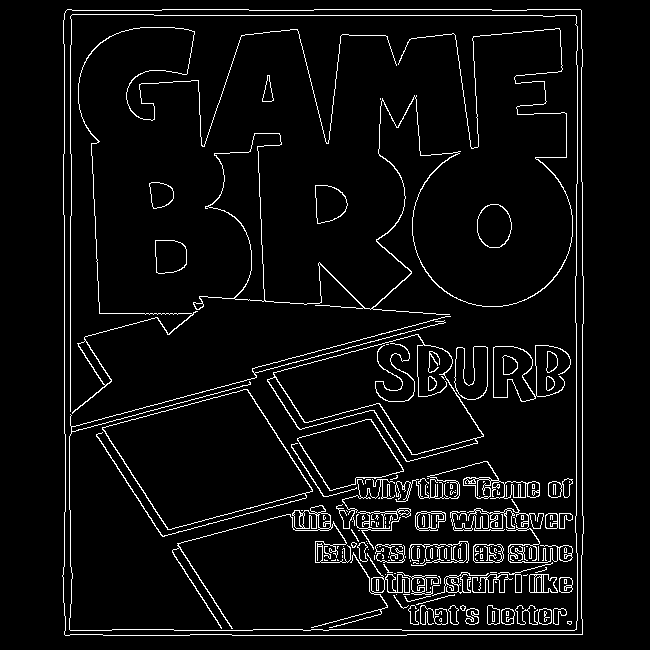 GAME
BRO
SBURB
Why the "Game of
the Year" or whatever
isn't as good as some
other stuff I like
that's better.